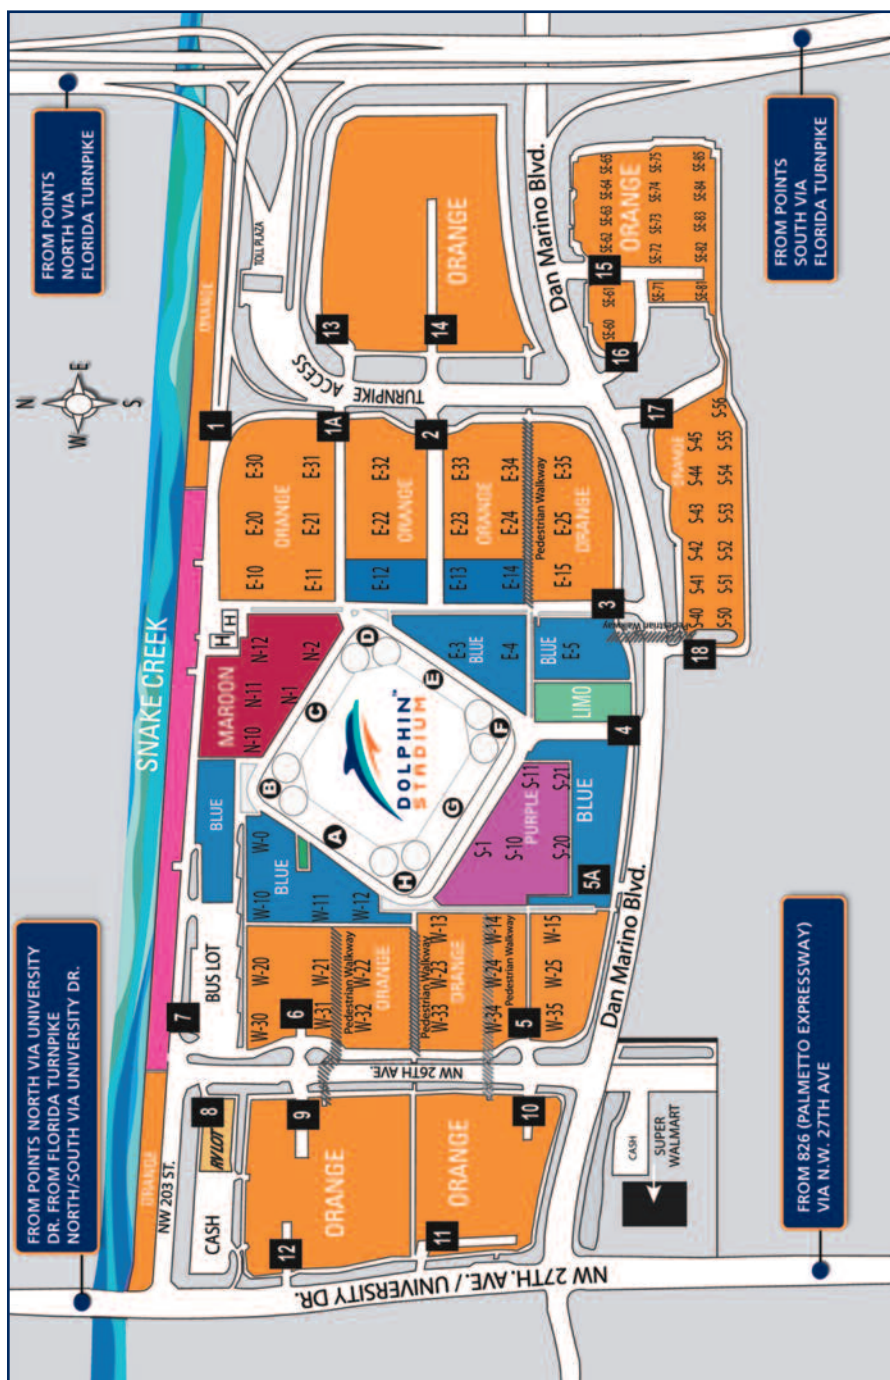 FROM POINTS NORTH VIA UNIVERSITY
DR. FROM FLORIDA TURNPIKE
NORTH/SOUTH VIA UNIVERSITY DR.
SNAKE CREEK
N
W
E
S
FROM POINTS
NORTH VIA
FLORIDA TURNPIKE
ORANGE
NW 203 ST.
7
1
ORANGE
CASH
8
RV LOT
BUS LOT
BLUE
MAROON
N-10
N-11
N-12
N-1
N-2
H
H
TOLL PLAZA
12
9
6
W-30
W-20
W-10
W-0
BLUE
W-31
W-21
W-11
Pedestrian Walkway
W-32
W-22
W-12
ORANGE
ORANGE
NW 26TH AVE.
A
B
C
D
E
F
G
H
DOLPHIN™
STADIUM
E-10
E-20
E-30
ORANGE
E-11
E-21
E-31
1A
13
TURNPIKE ACCESS
E-12
E-22
E-32
ORANGE
2
14
ORANGE
11
ORANGE
Pedestrian Walkway
W-33
W-23
W-13
ORANGE
W-34
W-24
W-14
Pedestrian Walkway
10
5
W-35
W-25
W-15
S-1
S-10
PURPLE
S-11
S-20
S-21
5A
BLUE
4
LIMO
E-3
BLUE
E-4
BLUE
E-5
E-13
E-23
E-33
ORANGE
E-14
E-24
E-34
Pedestrian Walkway
E-15
E-25
E-35
ORANGE
3
Dan Marino Blvd.
Dan Marino Blvd.
NW 27TH. AVE./ UNIVERSITY DR.
CASH
SUPER
WALMART
Pedestrian
Walkway
18
17
16
15
S-40
S-41
S-42
S-43
S-44
S-45
ORANGE
S-50
S-51
S-52
S-53
S-54
S-55
S-56
SE-60
SE-61
SE-62
SE-63
SE-64
SE-65
ORANGE
SE-71
SE-72
SE-73
SE-74
SE-75
SE-81
SE-82
SE-83
SE-84
SE-85
FROM 826 (PALMETTO EXPRESSWAY)
VIA N.W. 27TH AVE
FROM POINTS
SOUTH VIA
FLORIDA TURNPIKE